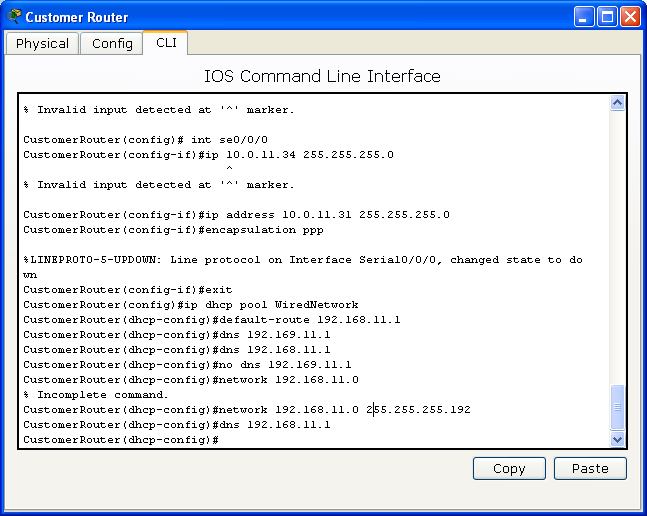 Customer Router
Physical Config CLI
IOS Command Line Interface
% Invalid input detected at '^' marker.
CustomerRouter(config)# int se0/0/0
CustomerRouter(config-if)#ip 10.0.11.34 255.255.255.0
^
% Invalid input detected at '^' marker.
CustomerRouter(config-if)#ip address 10.0.11.31 255.255.255.0
CustomerRouter(config-if)#encapsulation ppp
%LINEPROTO-5-UPDOWN: Line protocol on Interface Serial0/0/0, changed state to do
wn
CustomerRouter(config-if)#exit
CustomerRouter(config)#ip dhcp pool WiredNetwork
CustomerRouter(dhcp-config)#default-route 192.168.11.1
CustomerRouter(dhcp-config)#dns 192.169.11.1
CustomerRouter(dhcp-config)#dns 192.168.11.1
CustomerRouter(dhcp-config)#no dns 192.169.11.1
CustomerRouter(dhcp-config)#network 192.168.11.0
% Incomplete command.
CustomerRouter(dhcp-config)#network 192.168.11.0 255.255.255.192
CustomerRouter(dhcp-config)#dns 192.168.11.1
CustomerRouter(dhcp-config)#
Copy Paste